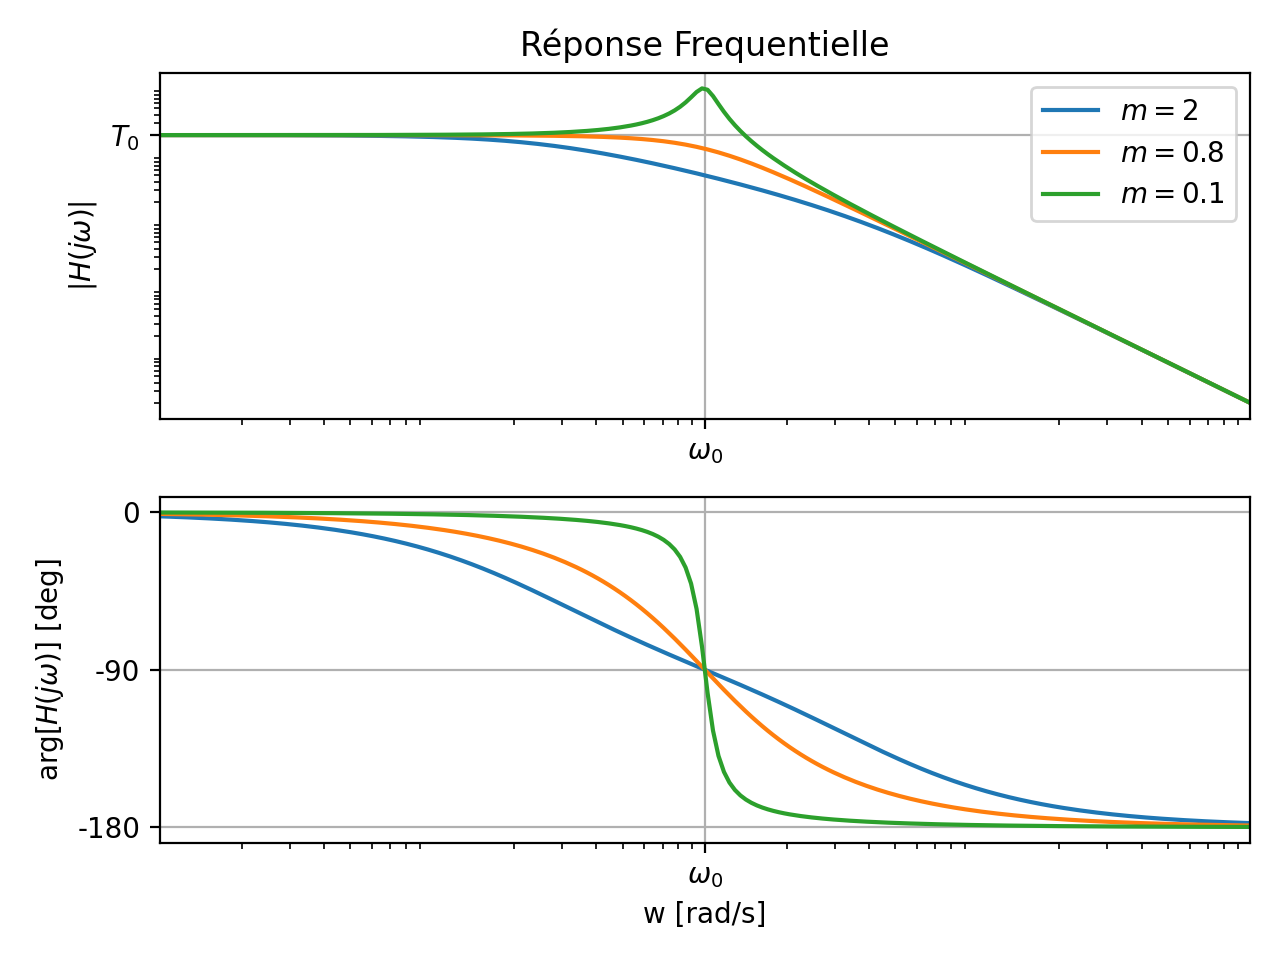 Réponse Frequentielle
T₀
|H(jω)|
m = 2
m = 0.8
m = 0.1
ω₀
0
-90
-180
arg[H(jω)] [deg]
ω₀
w [rad/s]